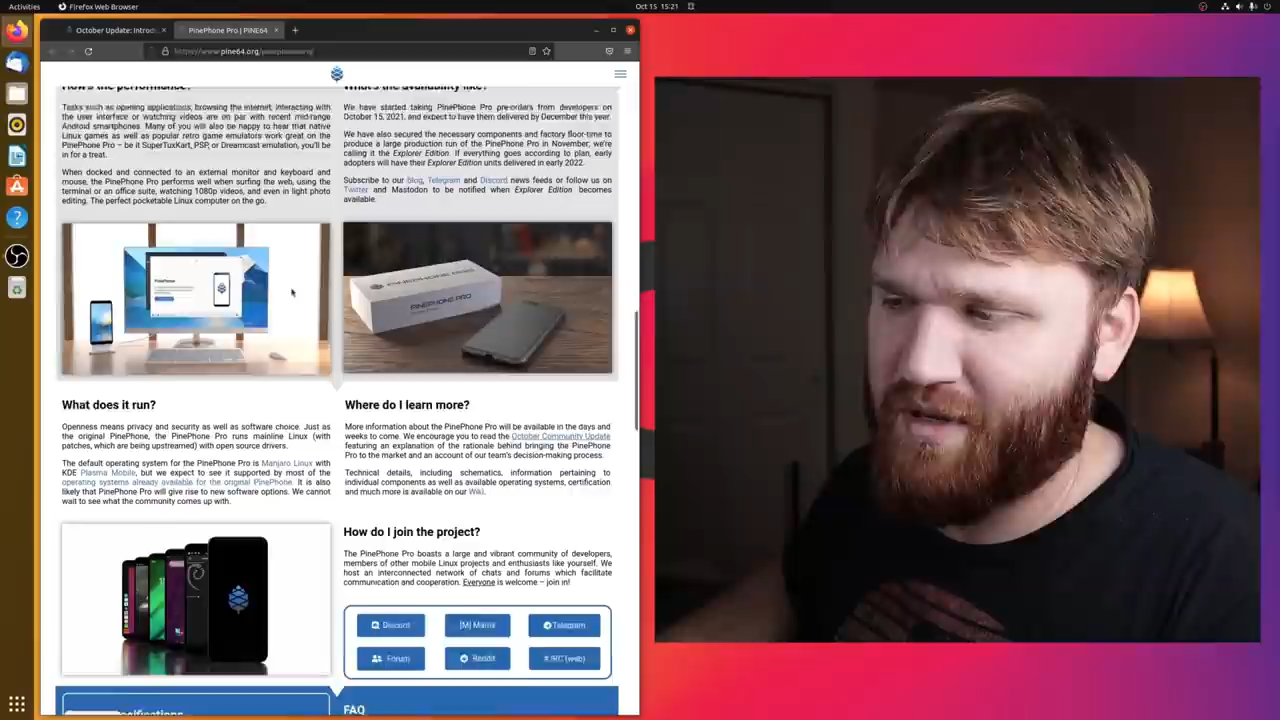 Activities
Firefox Web Browser
Oct 15 15:21
October Update: Introdu
PinePhone Pro | PINE64
https://www.pine64.org/
How's the performance?
Tasks such as opening applications, browsing the internet, interacting with
the user interface or watching videos are on par with recent mid-range
Android smartphones. Many of you will also be happy to hear that native
Linux games as well as popular retro game emulators work great on the
PinePhone Pro – be it SuperTuxKart, PSP, or Dreamcast emulation, you'll be
in for a treat.
When docked and connected to an external monitor and keyboard and
mouse, the PinePhone Pro performs well when surfing the web, using the
terminal or an office suite, watching 1080p videos, and even in light photo
editing. The perfect pocketable Linux computer on the go.
What's the availability like?
We have started taking PinePhone Pro pre-orders from developers on
October 15, 2021, and expect to have them delivered by December this year.
We have also secured the necessary components and factory floor-time to
produce a large production run of the PinePhone Pro in November; we're
calling it the Explorer Edition. If everything goes according to plan, early
adopters will have their Explorer Edition units delivered in early 2022.
Subscribe to our blog, Telegram and Discord news feeds or follow us on
Twitter and Mastodon to be notified when Explorer Edition becomes
available.
PinePhone
PINEPHONE PRO
PINEPHONE PRO
What does it run?
Openness means privacy and security as well as software choice. Just as
the original PinePhone, the PinePhone Pro runs mainline Linux (with
patches, which are being upstreamed) with open source drivers.
The default operating system for the PinePhone Pro is Manjaro Linux with
KDE Plasma Mobile, but we expect to see it supported by most of the
operating systems already available for the original PinePhone. It is also
likely that PinePhone Pro will give rise to new software options. We cannot
wait to see what the community comes up with.
Where do I learn more?
More information about the PinePhone Pro will be available in the days and
weeks to come. We encourage you to read the October Community Update
featuring an explanation of the rationale behind bringing the PinePhone
Pro to the market and an account of our team's decision-making process.
Technical details, including schematics, information pertaining to
individual components as well as available operating systems, certification
and much more is available on our Wiki.
How do I join the project?
The PinePhone Pro boasts a large and vibrant community of developers,
members of other mobile Linux projects and enthusiasts like yourself. We
host an interconnected network of chats and forums which facilitate
communication and cooperation. Everyone is welcome – join in!
Discord
[M] Matrix
Telegram
Forum
Reddit
# IRC (web)
FAQ